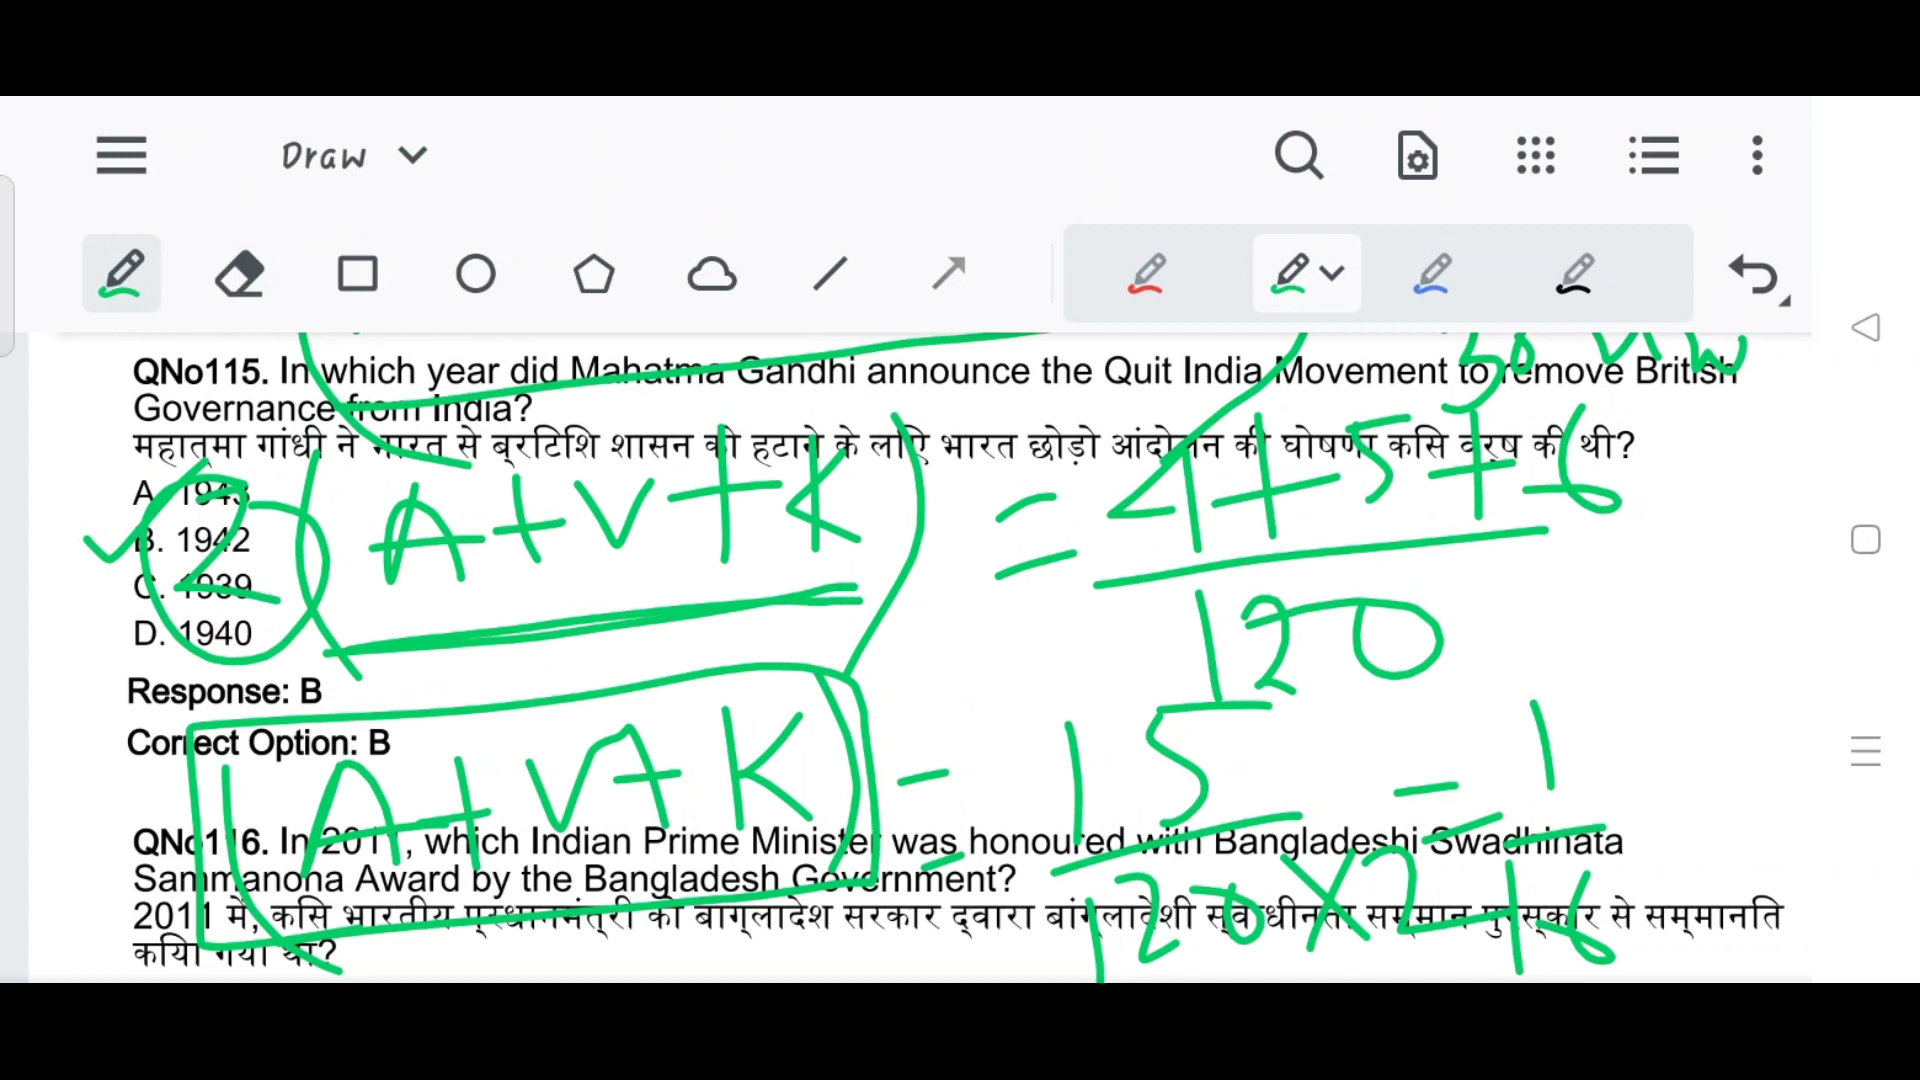 Draw
QNo115. In which year did Mahatma Gandhi announce the Quit India Movement to remove British
Governance from India?
महात्मा गांधी ने भारत से ब्रिटिश शासन को हटाने के लिए भारत छोड़ो आंदोलन की घोषणा किस वर्ष की थी?
A. 1943
B. 1942
C. 1939
D. 1940
2(A+V+K) = 4+5+6
120
Response: B
Correct Option: B
(A+V+K) = 15 = 1
120×2 16
QNo116. In 2011, which Indian Prime Minister was honoured with Bangladeshi Swadhinata
Sammanona Award by the Bangladesh Government?
2011 में, किस भारतीय प्रधानमंत्री को बांग्लादेश सरकार द्वारा बांग्लादेशी स्वाधीनता सम्मान पुरस्कार से सम्मानित
किया गया था?